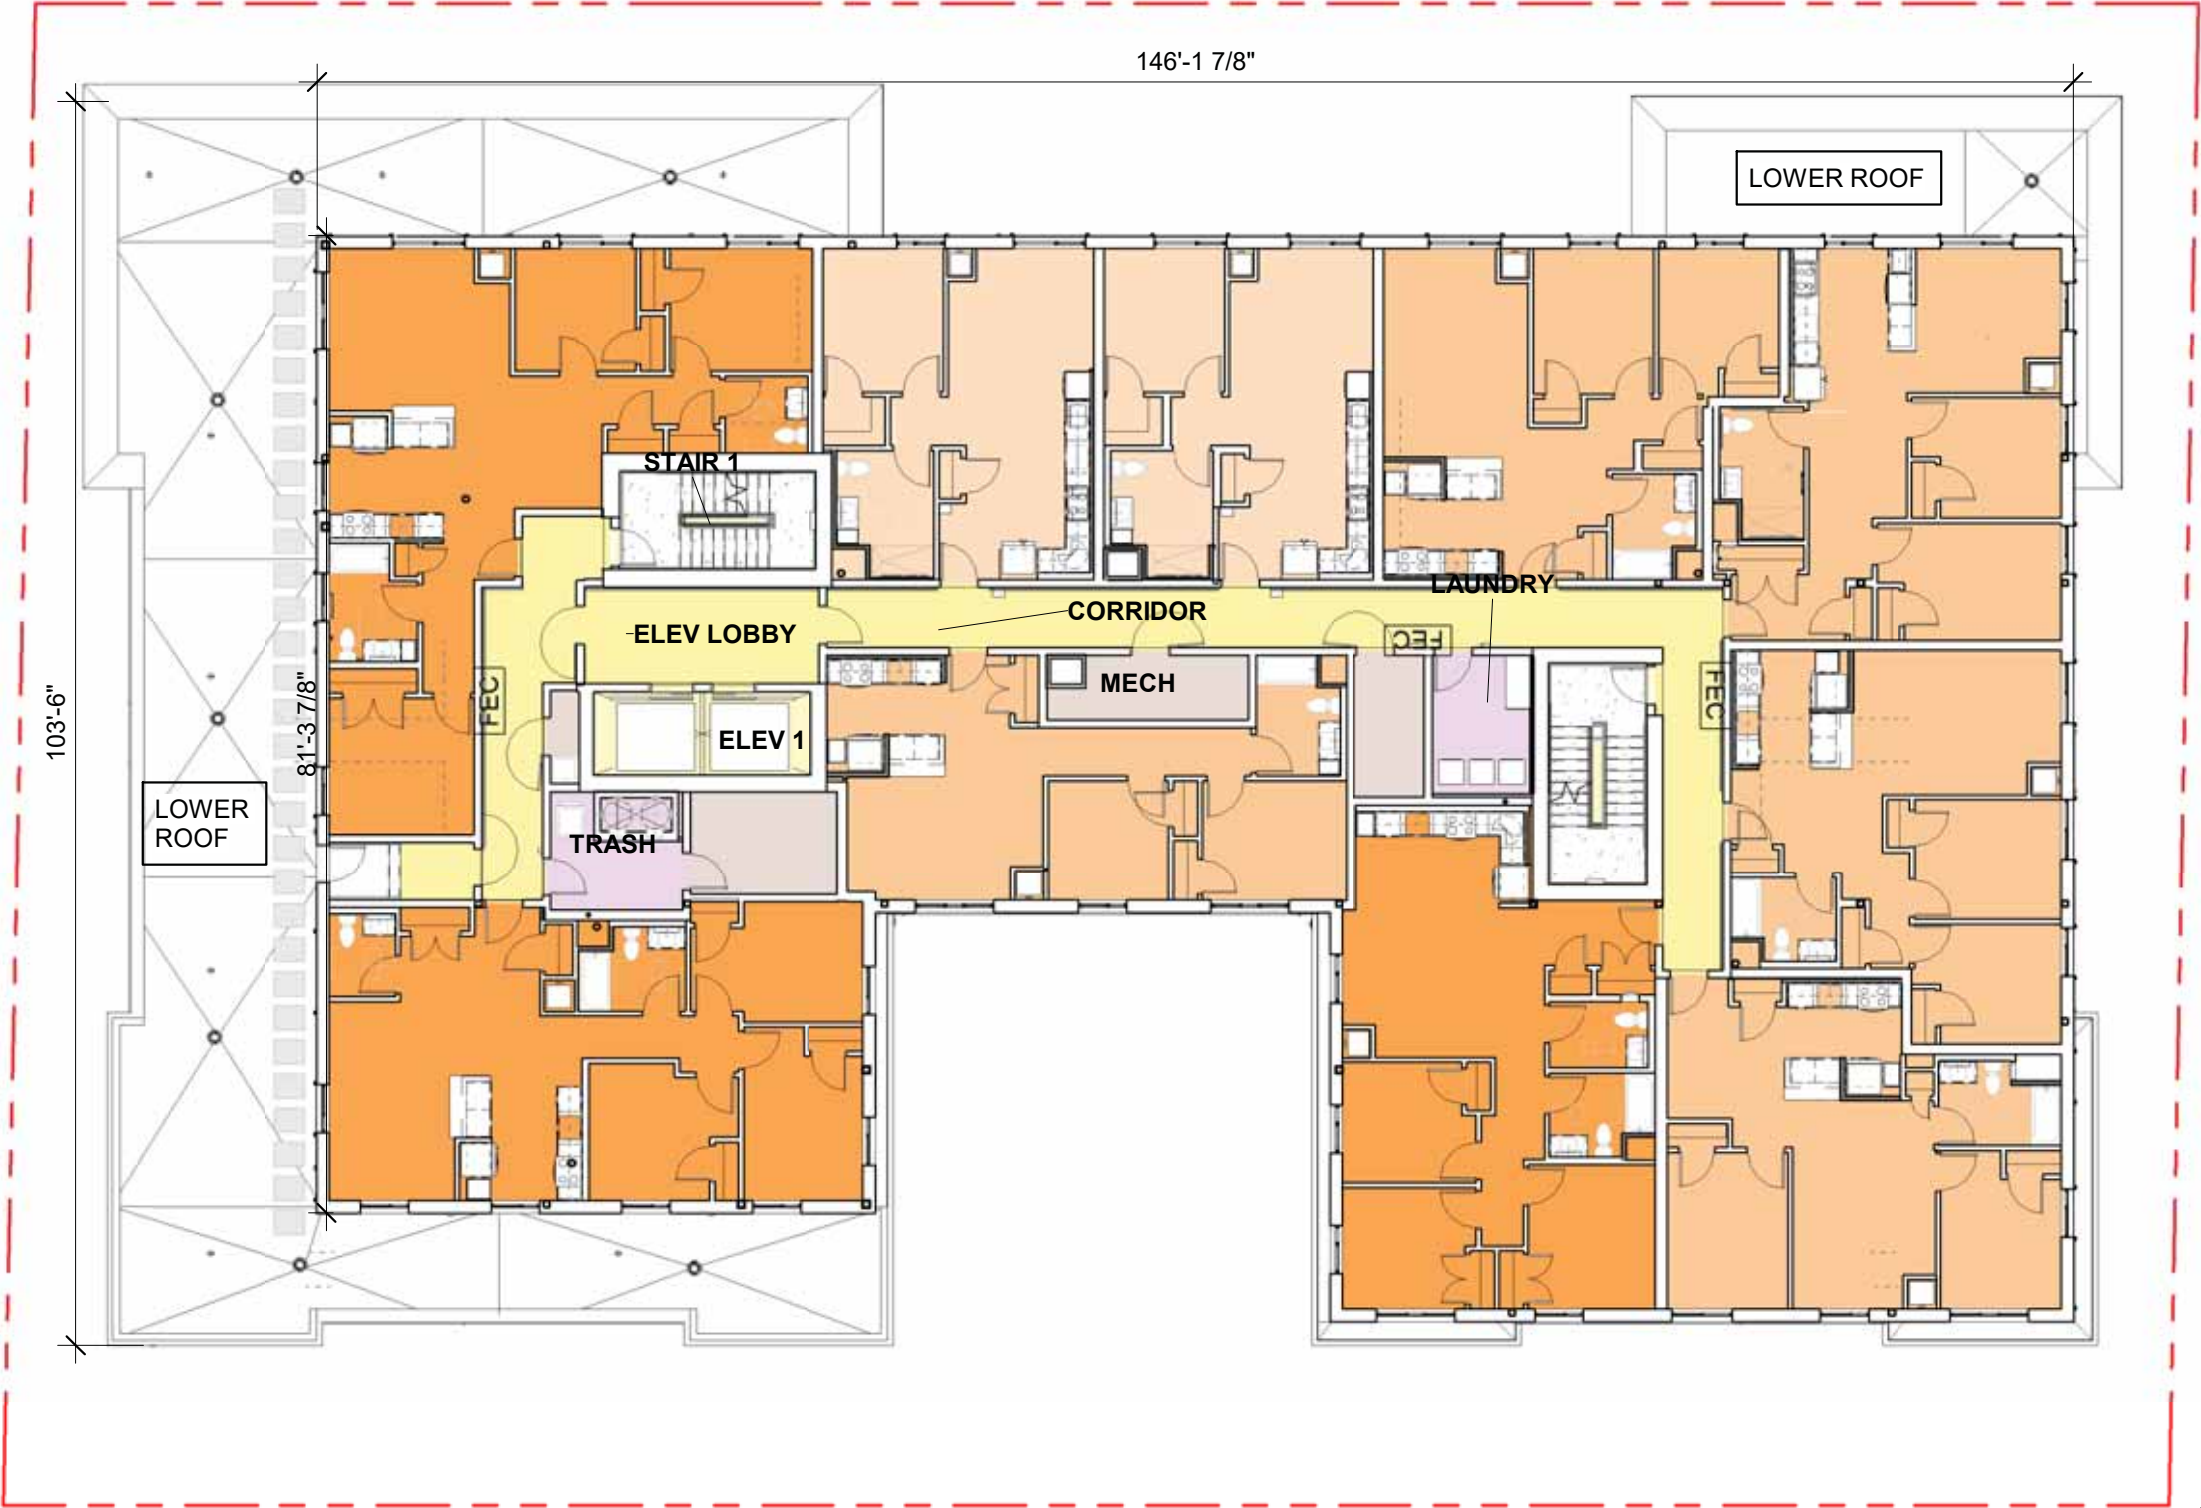 146'-1 7/8"
LOWER ROOF
STAIR 1
LAUNDRY
CORRIDOR
ELEV LOBBY
FEC
FEC
FEC
MECH
103'-6"
81'-3 7/8"
ELEV 1
LOWER
ROOF
TRASH